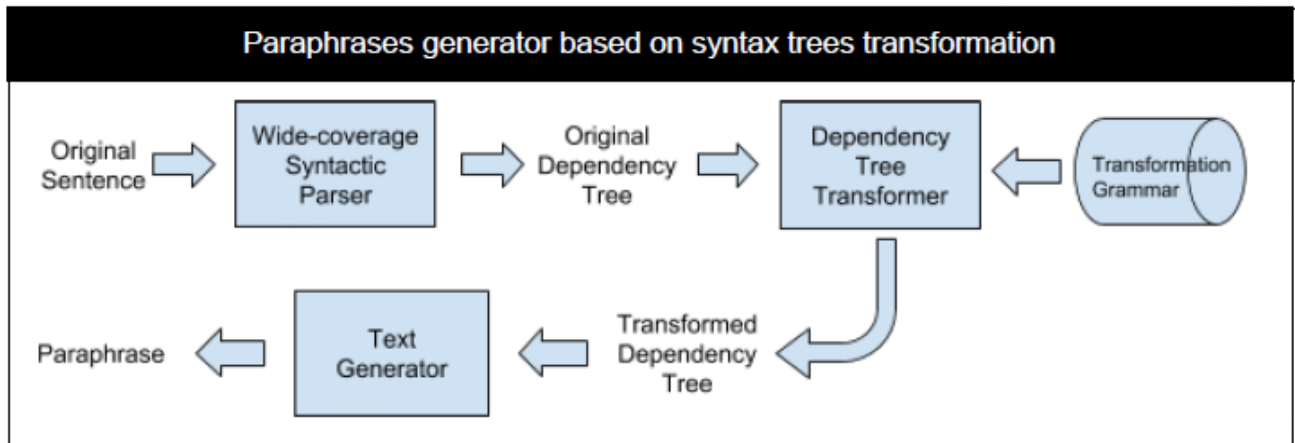 Paraphrases generator based on syntax trees transformation
Original
Sentence
Wide-coverage
Syntactic
Parser
Original
Dependency
Tree
Dependency
Tree
Transformer
Transformation
Grammar
Paraphrase
Text
Generator
Transformed
Dependency
Tree